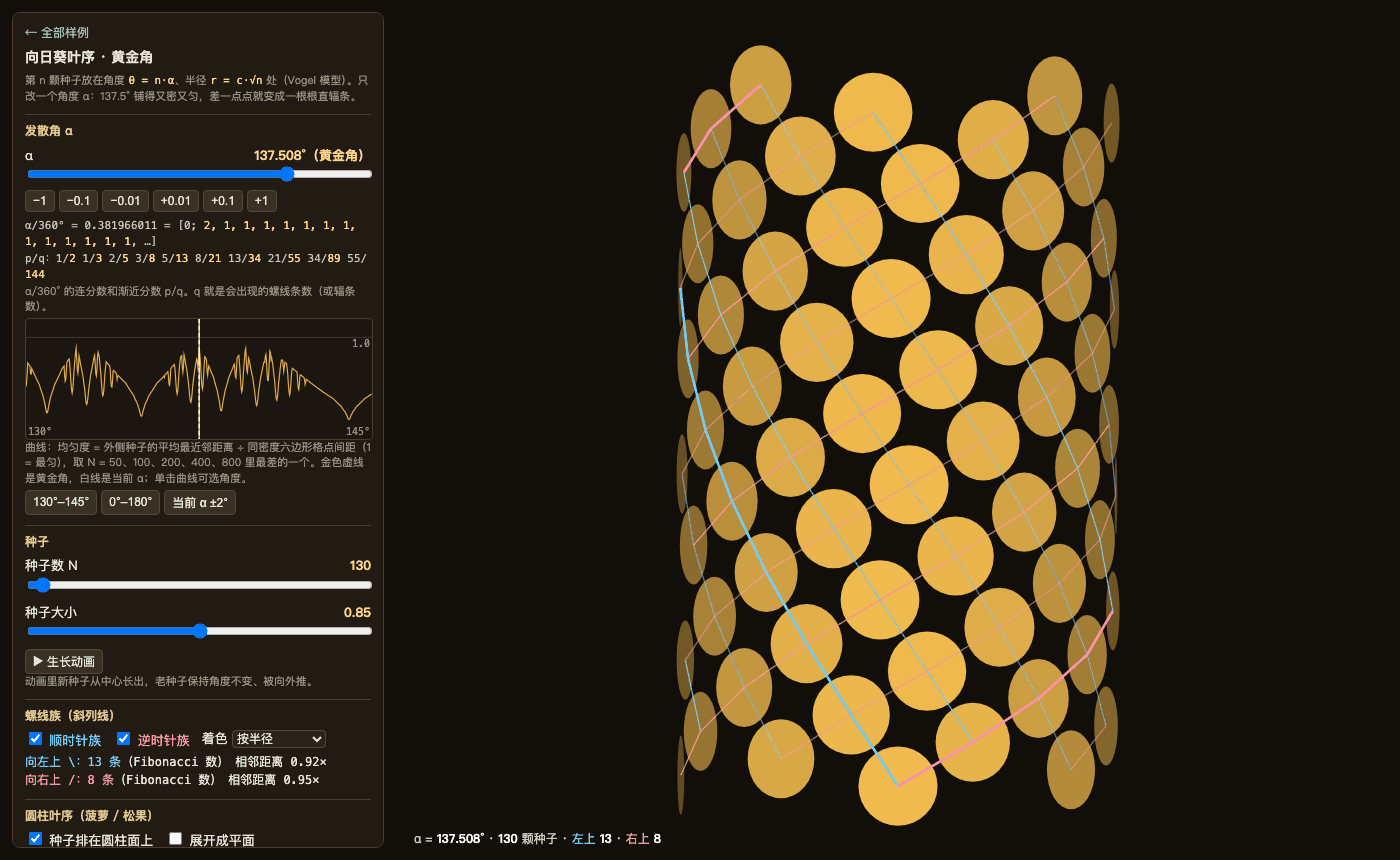 ← 全部样例
向日葵叶序 · 黄金角
第 n 颗种子放在角度 θ = n·α、半径 r = c·√n 处（Vogel 模型）。只
改一个角度 α：137.5° 铺得又密又匀，差一点点就变成一根根直辐条。
发散角 α
α 137.508°（黄金角）
−1 −0.1 −0.01 +0.01 +0.1 +1
α/360° = 0.381966011 = [0; 2, 1, 1, 1, 1, 1, 1, 1,
1, 1, 1, 1, 1, 1, …]
p/q: 1/2 1/3 2/5 3/8 5/13 8/21 13/34 21/55 34/89 55/
144
α/360° 的连分数和渐近分数 p/q。q 就是会出现的螺线条数（或辐条
数）。
1.0
130° 145°
曲线：均匀度 = 外侧种子的平均最近邻距离 ÷ 同密度六边形格点间距（1
= 最匀），取 N = 50、100、200、400、800 里最差的一个。金色虚线
是黄金角，白线是当前 α；单击曲线可选角度。
130°–145° 0°–180° 当前 α ±2°
种子
种子数 N 130
种子大小 0.85
▶ 生长动画
动画里新种子从中心长出，老种子保持角度不变、被向外推。
螺线族（斜列线）
顺时针族 逆时针族 着色 按半径
向左上 \: 13 条 (Fibonacci 数) 相邻距离 0.92×
向右上 /: 8 条 (Fibonacci 数) 相邻距离 0.95×
圆柱叶序（菠萝 / 松果）
种子排在圆柱面上 展开成平面
α = 137.508° · 130 颗种子 · 左上 13 · 右上 8